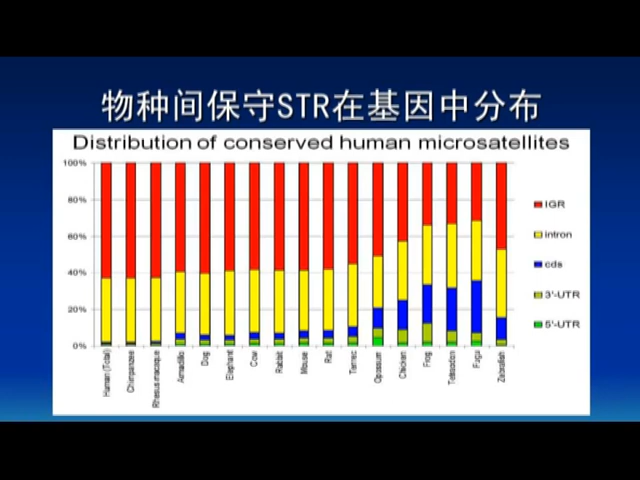 物种间保守STR在基因中分布
Distribution of conserved human microsatellites
100%
80%
60%
40%
20%
0%
IGR
intron
cds
3'-UTR
5'-UTR
Human (Total)
Chimpanzee
Rhesus macaque
Armadillo
Dog
Elephant
Cow
Rabbit
Mouse
Rat
Tenrec
Opossum
Chicken
Frog
Tetraodon
Fugu
Zebrafish